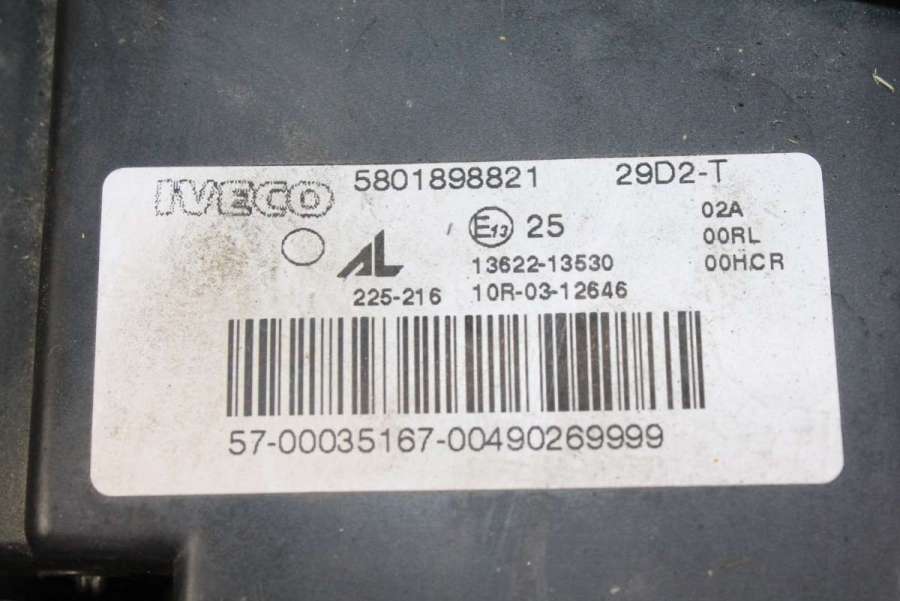 IVECO 5801898821 29D2-T
E13 25 02A
AL 13622-13530 00RL
225-216 10R-03-12646 00HCR
57-00035167-00490269999